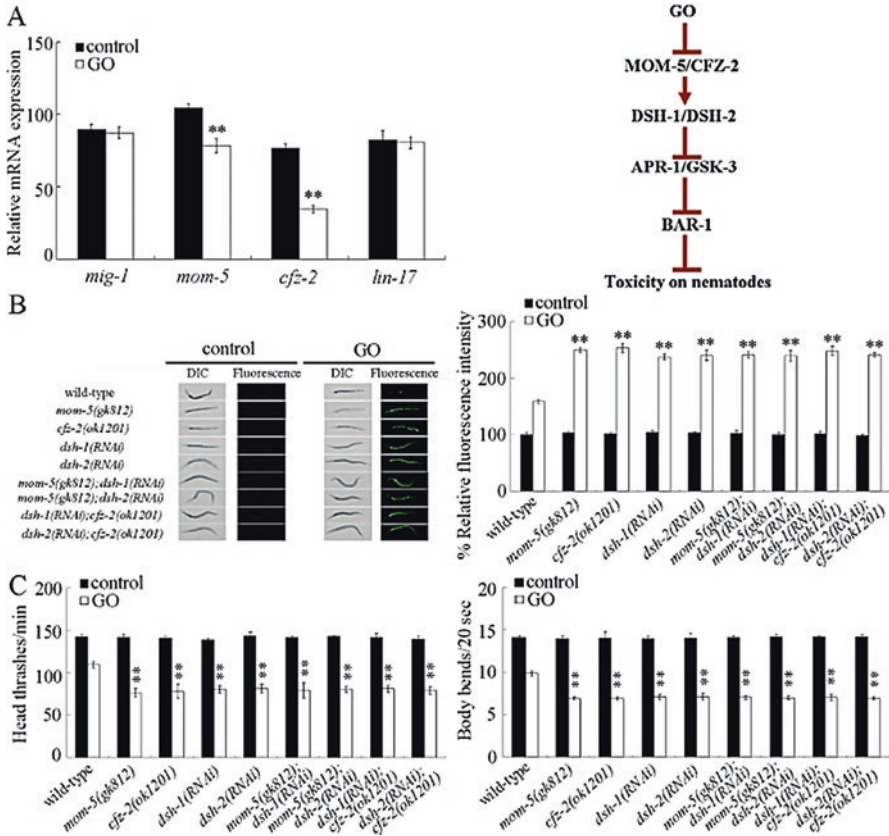 A
control
GO
150
100
50
0
Relative mRNA expression
**
**
mig-1
mom-5
cfz-2
lin-17
GO
MOM-5/CFZ-2
DSH-1/DSH-2
APR-1/GSK-3
BAR-1
Toxicity on nematodes
B
control GO
DIC Fluorescence DIC Fluorescence
wild-type
mom-5(gk812)
cfz-2(ok1201)
dsh-1(RNAi)
dsh-2(RNAi)
mom-5(gk812);dsh-1(RNAi)
mom-5(gk812);dsh-2(RNAi)
dsh-1(RNAi);cfz-2(ok1201)
dsh-2(RNAi);cfz-2(ok1201)
control
GO
300
250
200
150
100
0
% Relative fluorescence intensity
** ** ** ** ** ** ** **
wild-type
mom-5(gk812)
cfz-2(ok1201)
dsh-1(RNAi)
dsh-2(RNAi)
mom-5(gk812);
dsh-1(RNAi)
mom-5(gk812);
dsh-2(RNAi)
dsh-1(RNAi);
cfz-2(ok1201)
dsh-2(RNAi);
cfz-2(ok1201)
C
control
GO
200
150
100
50
0
Head thrashes/min
** ** ** ** ** ** ** **
wild-type
mom-5(gk812)
cfz-2(ok1201)
dsh-1(RNAi)
dsh-2(RNAi)
mom-5(gk812);
dsh-1(RNAi)
mom-5(gk812);
dsh-2(RNAi)
dsh-1(RNAi);
cfz-2(ok1201)
dsh-2(RNAi);
cfz-2(ok1201)
control
GO
20
15
10
5
0
Body bends/20 sec
** ** ** ** ** ** ** **
wild-type
mom-5(gk812)
cfz-2(ok1201)
dsh-1(RNAi)
dsh-2(RNAi)
mom-5(gk812);
dsh-1(RNAi)
mom-5(gk812);
dsh-2(RNAi)
dsh-1(RNAi);
cfz-2(ok1201)
dsh-2(RNAi);
cfz-2(ok1201)